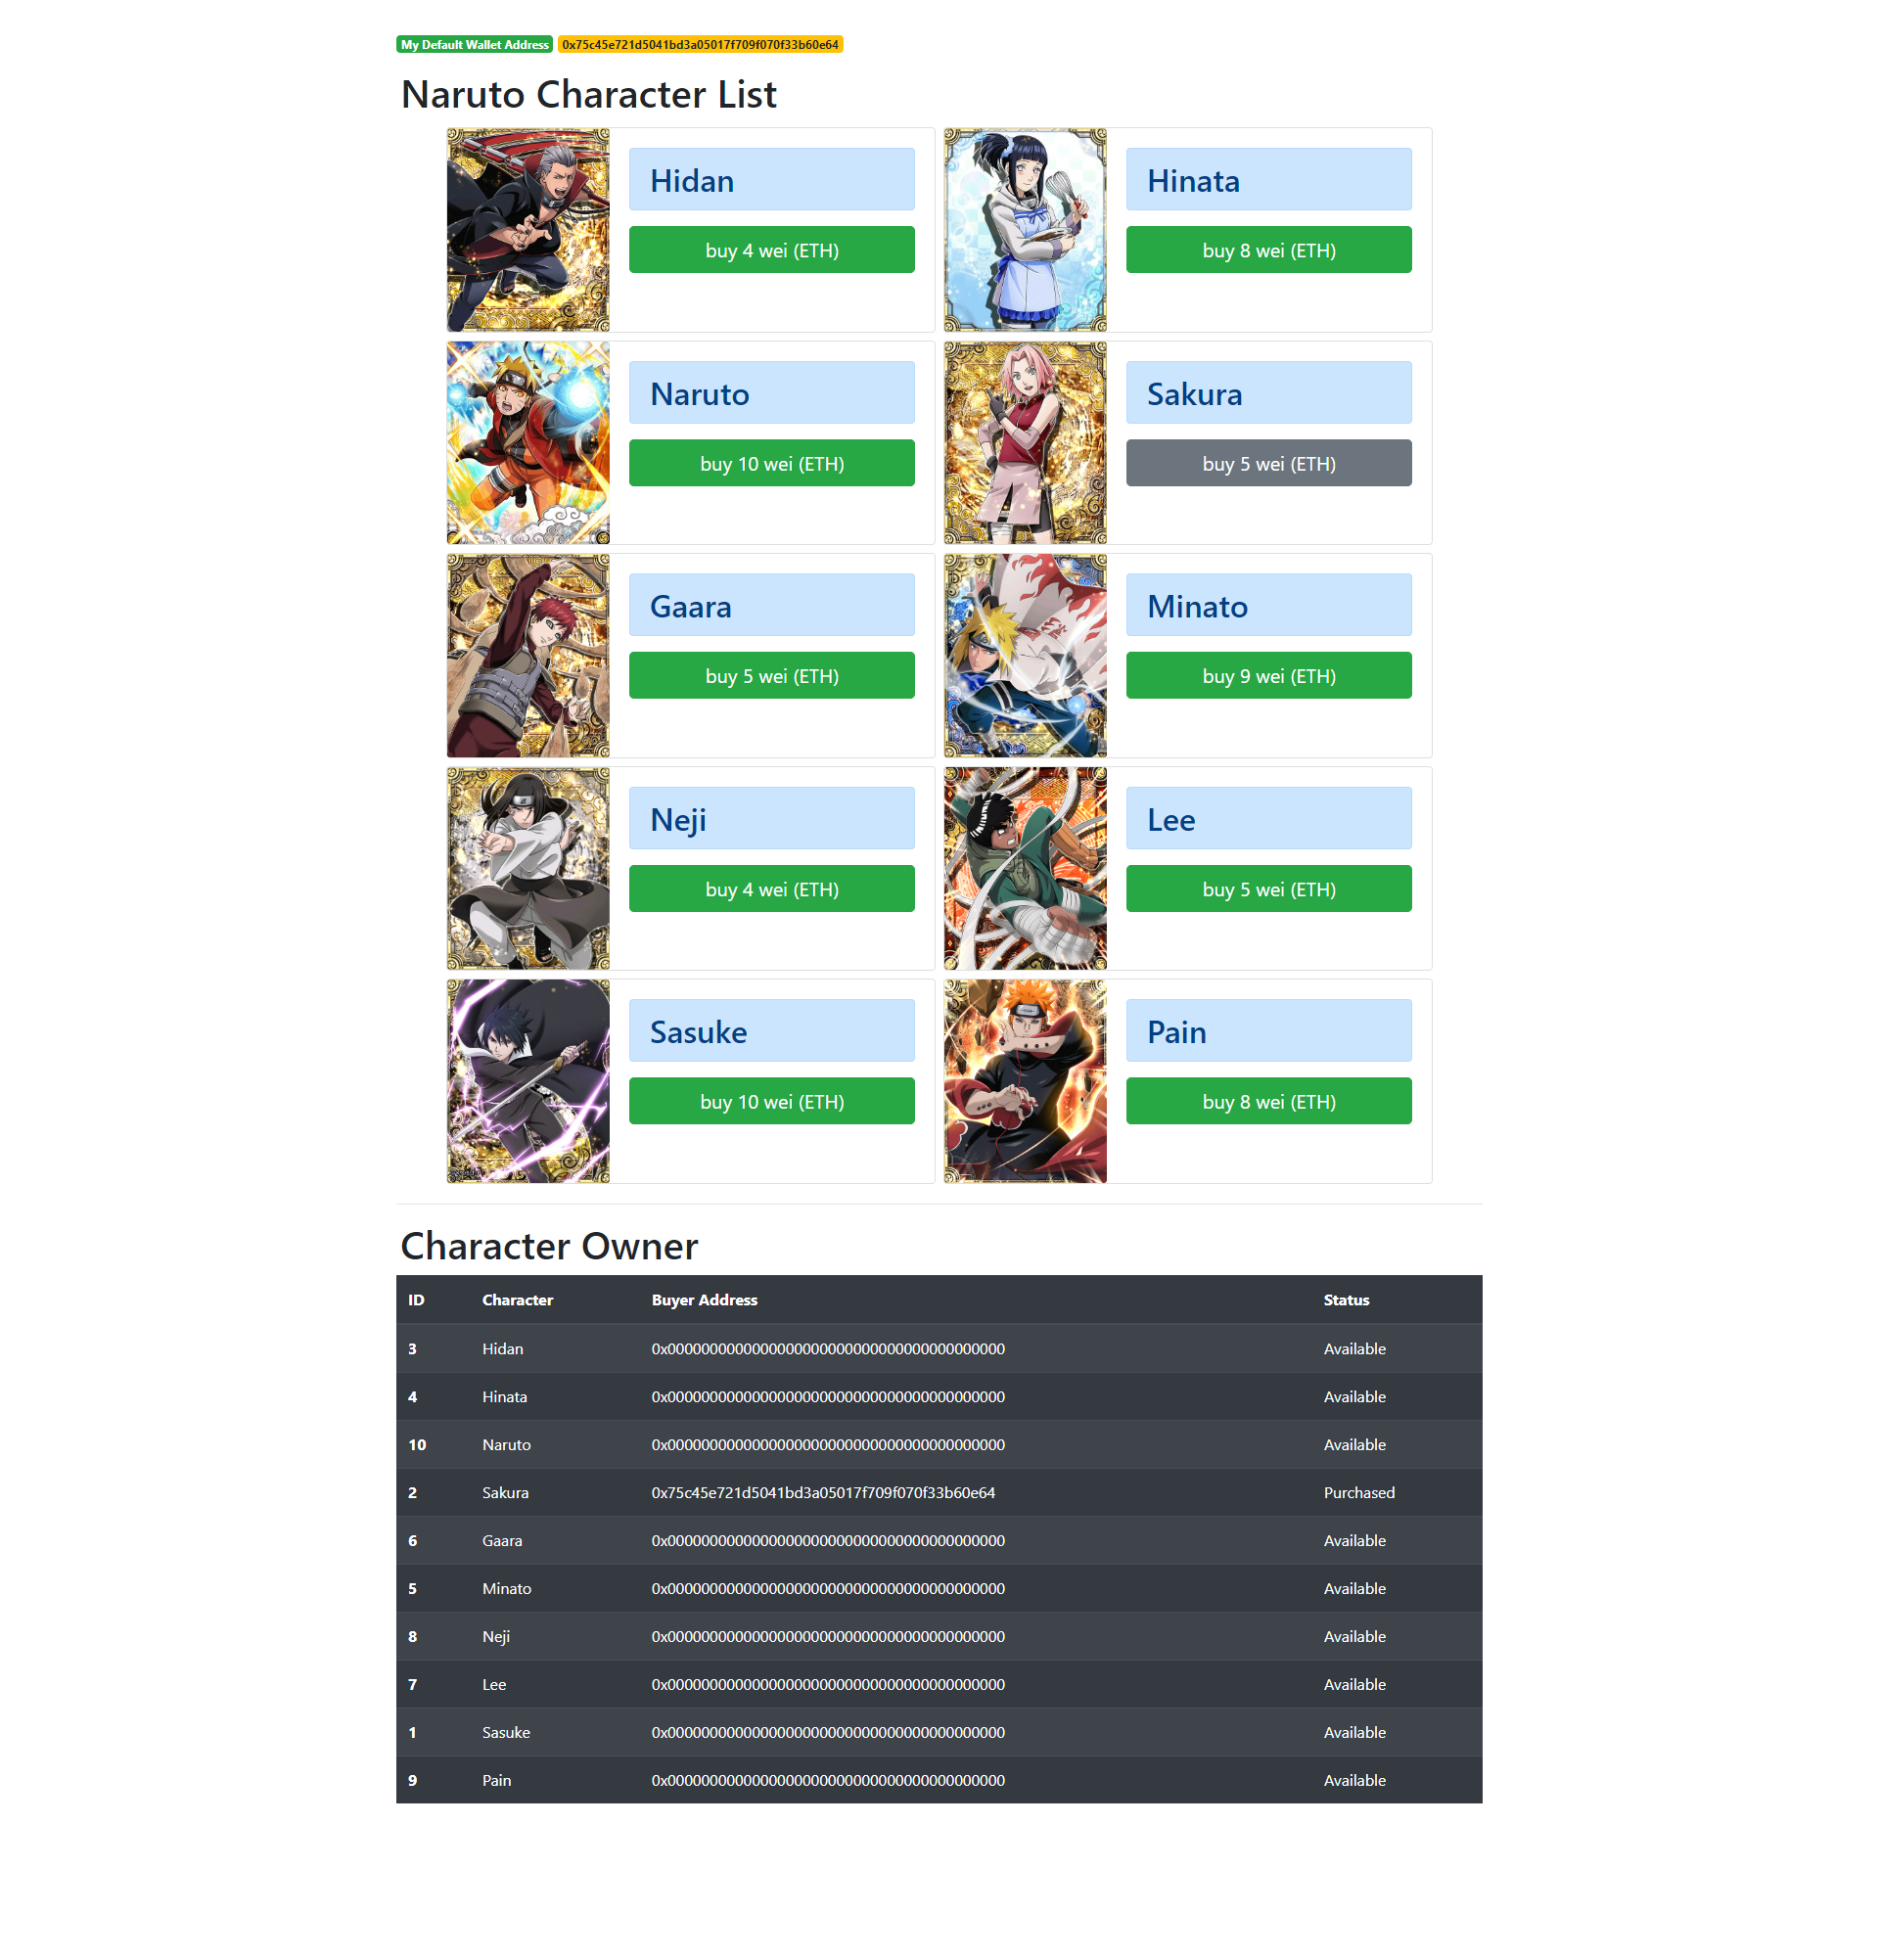 My Default Wallet Address 0x75c45e721d5041bd3a05017f709f070f33b60e64
Naruto Character List
Hidan
buy 4 wei (ETH)
Hinata
buy 8 wei (ETH)
Naruto
buy 10 wei (ETH)
Sakura
buy 5 wei (ETH)
Gaara
buy 5 wei (ETH)
Minato
buy 9 wei (ETH)
Neji
buy 4 wei (ETH)
Lee
buy 5 wei (ETH)
Sasuke
buy 10 wei (ETH)
Pain
buy 8 wei (ETH)
Character Owner
ID Character Buyer Address Status
3 Hidan 0x0000000000000000000000000000000000000000 Available
4 Hinata 0x0000000000000000000000000000000000000000 Available
10 Naruto 0x0000000000000000000000000000000000000000 Available
2 Sakura 0x75c45e721d5041bd3a05017f709f070f33b60e64 Purchased
6 Gaara 0x0000000000000000000000000000000000000000 Available
5 Minato 0x0000000000000000000000000000000000000000 Available
8 Neji 0x0000000000000000000000000000000000000000 Available
7 Lee 0x0000000000000000000000000000000000000000 Available
1 Sasuke 0x0000000000000000000000000000000000000000 Available
9 Pain 0x0000000000000000000000000000000000000000 Available